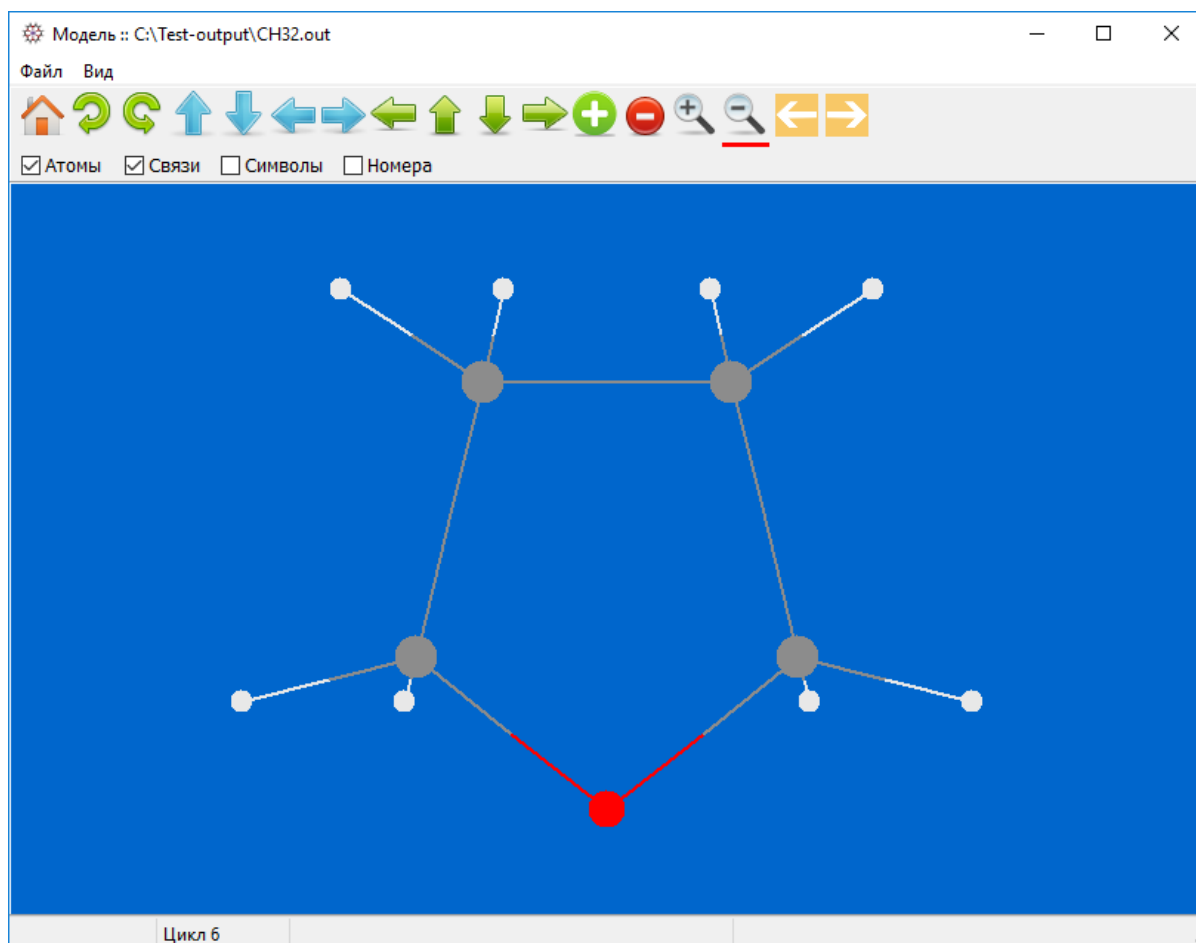 Модель :: C:\Test-output\CH32.out
Файл Вид
Атомы Связи Символы Номера
Цикл 6